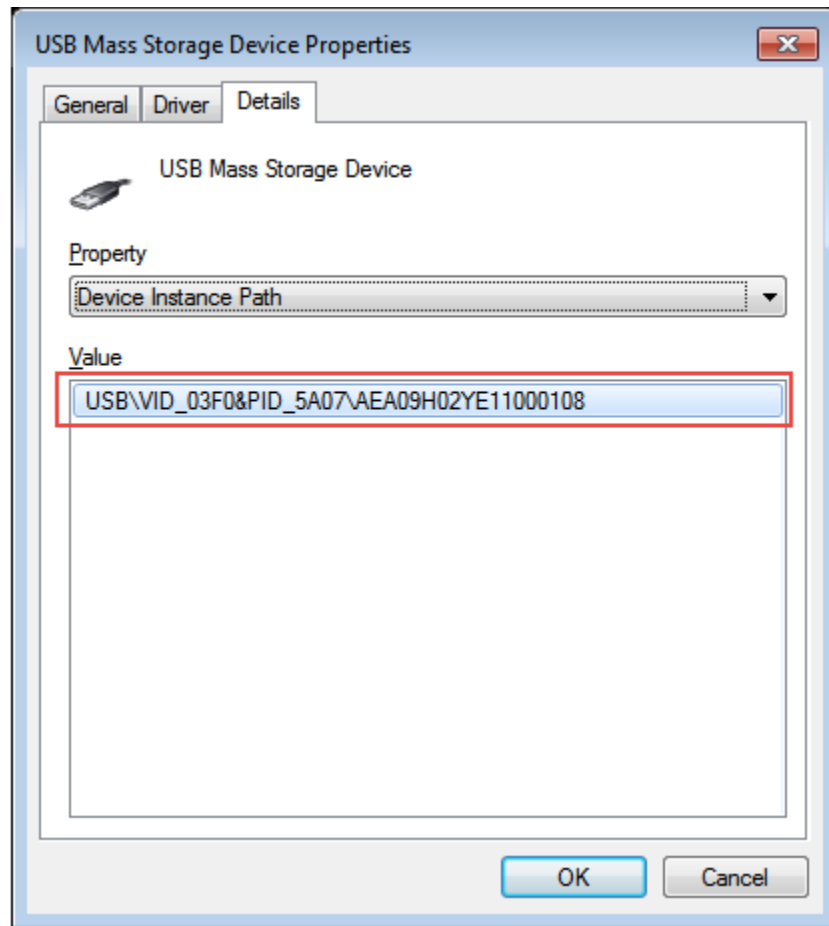 USB Mass Storage Device Properties
General Driver Details
USB Mass Storage Device
Property
Device Instance Path
Value
USB\VID_03F0&PID_5A07\AEA09H02YE11000108
OK Cancel